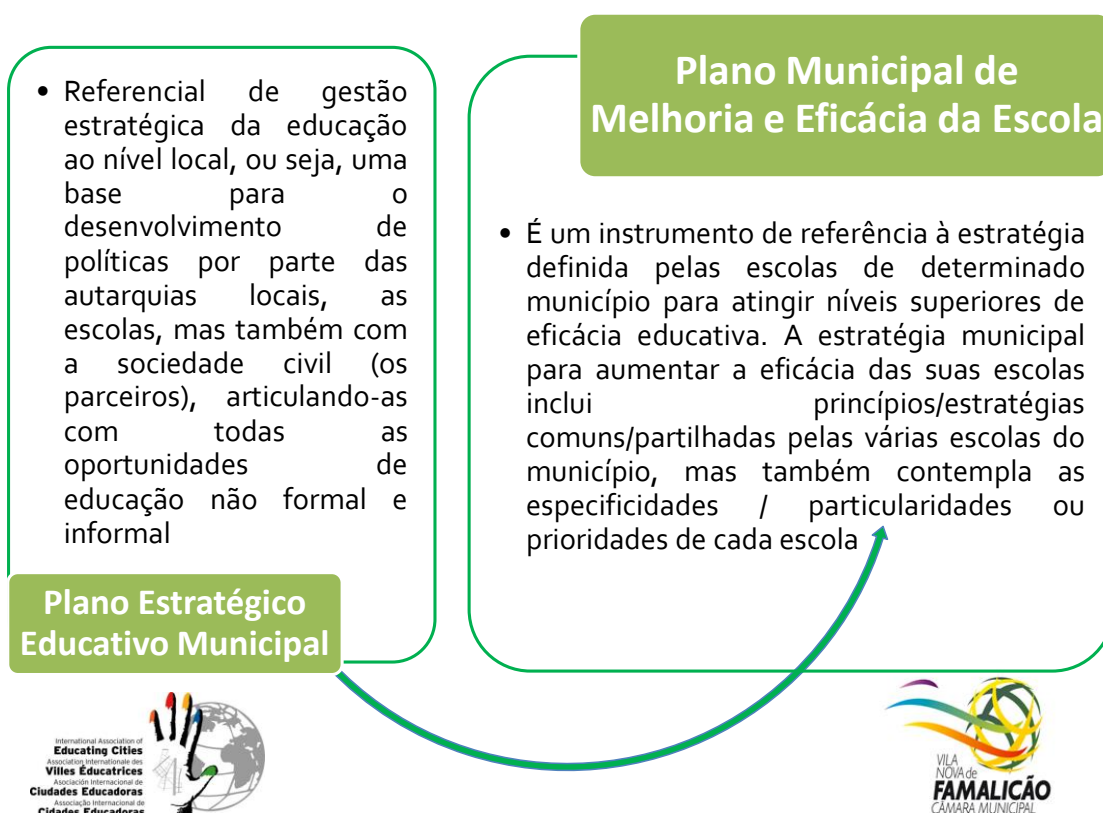 • Referencial de gestão
estratégica da educação
ao nível local, ou seja, uma
base para o
desenvolvimento de
políticas por parte das
autarquias locais, as
escolas, mas também com
a sociedade civil (os
parceiros), articulando-as
com todas as
oportunidades de
educação não formal e
informal
Plano Estratégico
Educativo Municipal
Plano Municipal de
Melhoria e Eficácia da Escola
• É um instrumento de referência à estratégia
definida pelas escolas de determinado
município para atingir níveis superiores de
eficácia educativa. A estratégia municipal
para aumentar a eficácia das suas escolas
inclui princípios/estratégias
comuns/partilhadas pelas várias escolas do
município, mas também contempla as
especificidades / particularidades ou
prioridades de cada escola
International Association of
Educating Cities
Association Internationale des
Villes Éducatrices
Asociación Internacional de
Ciudades Educadoras
Associação Internacional de
Cidades Educadoras
VILA
NOVA de
FAMALICÃO
CÂMARA MUNICIPAL